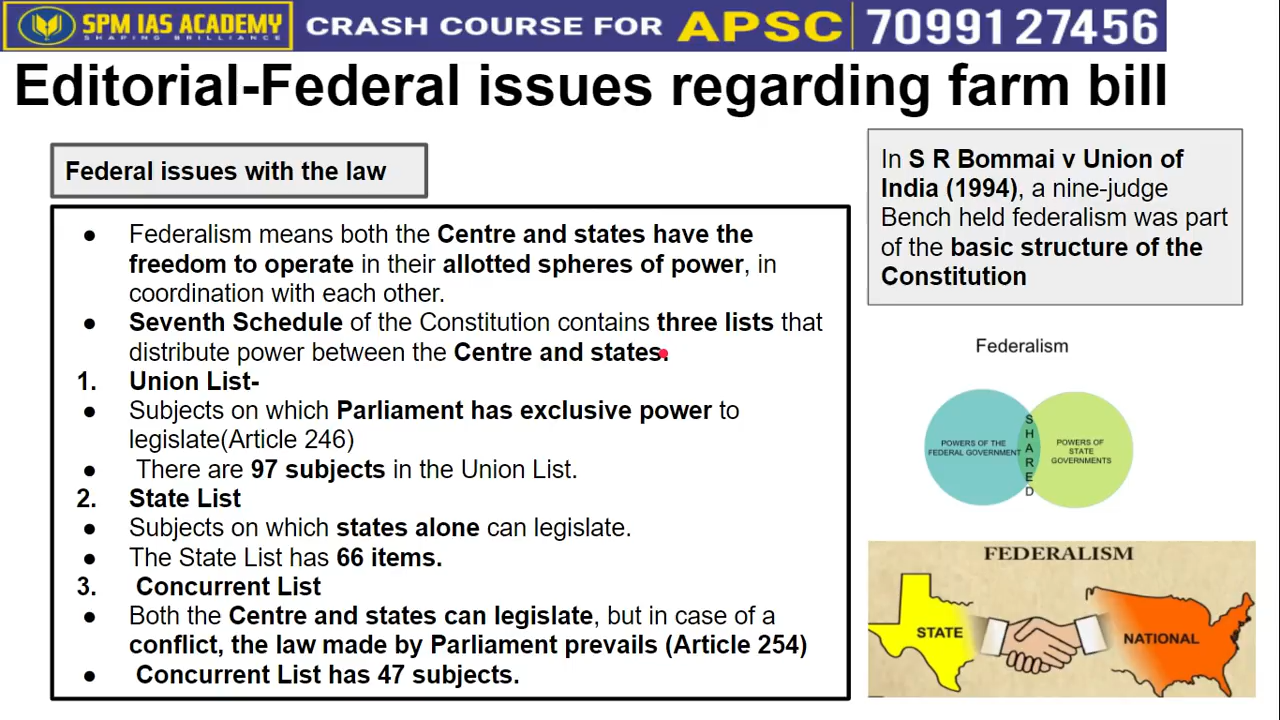 SPM IAS ACADEMY
SHAPING BRILLIANCE
CRASH COURSE FOR APSC 7099127456
Editorial-Federal issues regarding farm bill
Federal issues with the law
● Federalism means both the Centre and states have the
freedom to operate in their allotted spheres of power, in
coordination with each other.
● Seventh Schedule of the Constitution contains three lists that
distribute power between the Centre and states.
1. Union List-
● Subjects on which Parliament has exclusive power to
legislate(Article 246)
● There are 97 subjects in the Union List.
2. State List
● Subjects on which states alone can legislate.
● The State List has 66 items.
3. Concurrent List
● Both the Centre and states can legislate, but in case of a
conflict, the law made by Parliament prevails (Article 254)
● Concurrent List has 47 subjects.
In S R Bommai v Union of
India (1994), a nine-judge
Bench held federalism was part
of the basic structure of the
Constitution
Federalism
POWERS OF THE
FEDERAL GOVERNMENT
SHARED
POWERS OF
STATE
GOVERNMENTS
FEDERALISM
STATE
NATIONAL